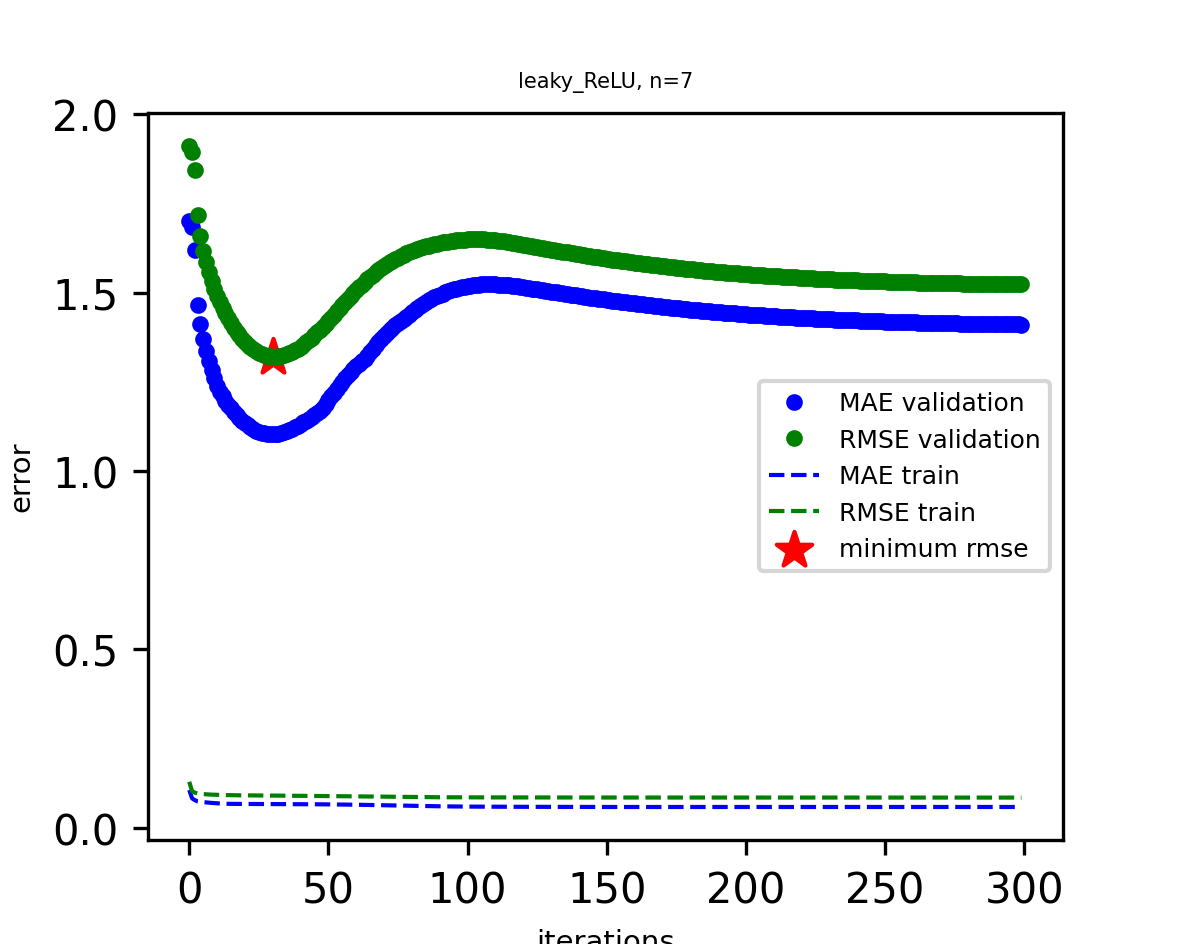 leaky_ReLU, n=7
2.0
1.5
1.0
0.5
0.0
error
MAE validation
RMSE validation
MAE train
RMSE train
minimum rmse
0 50 100 150 200 250 300
iterations